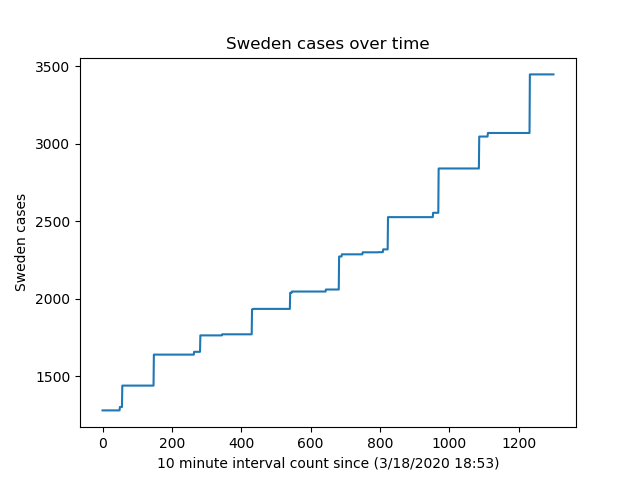 Sweden cases over time
3500
3000
2500
2000
1500
Sweden cases
0 200 400 600 800 1000 1200
10 minute interval count since (3/18/2020 18:53)